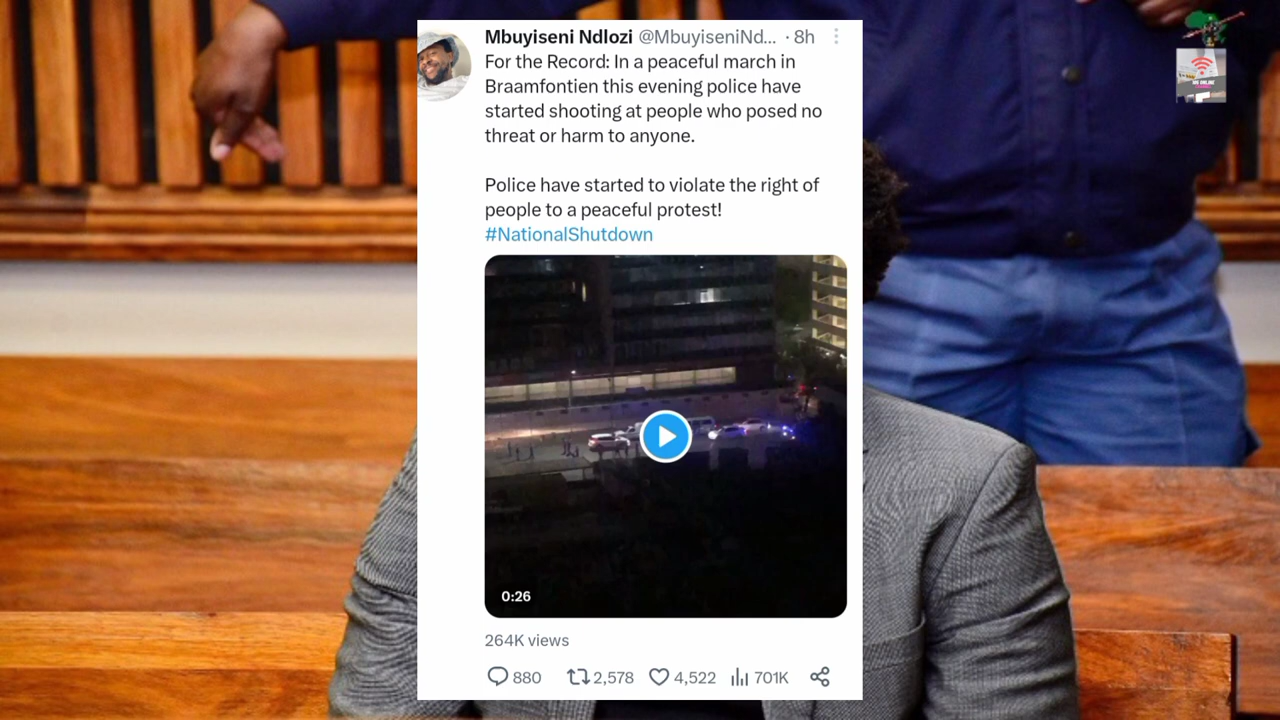 Mbuyiseni Ndlozi @MbuyiseniNd... · 8h
For the Record: In a peaceful march in
Braamfontien this evening police have
started shooting at people who posed no
threat or harm to anyone.
Police have started to violate the right of
people to a peaceful protest!
#NationalShutdown
0:26
264K views
880 2,578 4,522 701K